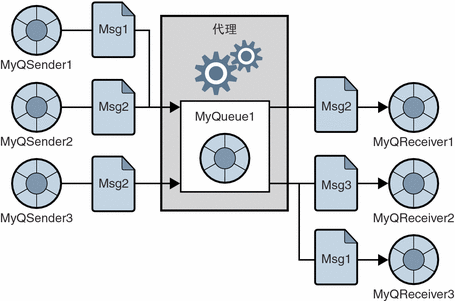 Msg1
代理
MyQSender1
Msg2
MyQueue1
Msg2
MyQSender2
MyQReceiver1
Msg2
Msg3
MyQSender3
MyQReceiver2
Msg1
MyQReceiver3